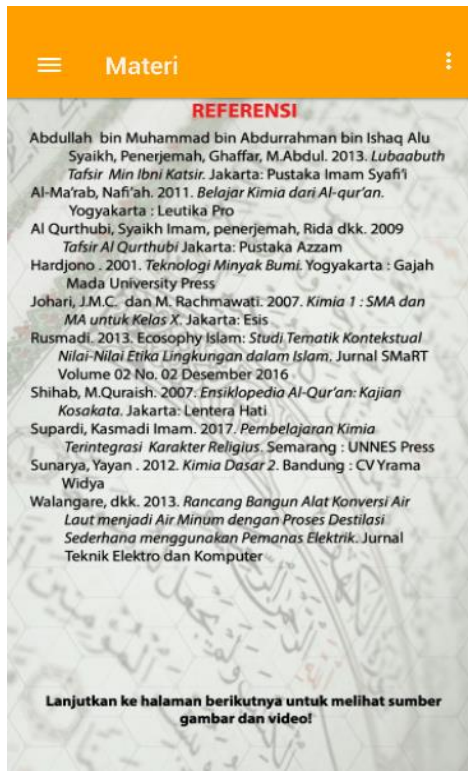 Materi
REFERENSI
Abdullah bin Muhammad bin Abdurrahman bin Ishaq Alu
Syaikh, Penerjemah, Ghaffar, M.Abdul. 2013. Lubaabuth
Tafsir Min Ibni Katsir. Jakarta: Pustaka Imam Syafi'i
Al-Ma'rab, Nafi'ah. 2011. Belajar Kimia dari Al-qur'an.
Yogyakarta : Leutika Pro
Al Qurthubi, Syaikh Imam, penerjemah, Rida dkk. 2009
Tafsir Al Qurthubi Jakarta: Pustaka Azzam
Hardjono . 2001. Teknologi Minyak Bumi. Yogyakarta : Gajah
Mada University Press
Johari, J.M.C. dan M. Rachmawati. 2007. Kimia 1 : SMA dan
MA untuk Kelas X. Jakarta: Esis
Rusmadi. 2013. Ecosophy Islam: Studi Tematik Kontekstual
Nilai-Nilai Etika Lingkungan dalam Islam. Jurnal SMaRT
Volume 02 No. 02 Desember 2016
Shihab, M.Quraish. 2007. Ensiklopedia Al-Qur'an: Kajian
Kosakata. Jakarta: Lentera Hati
Supardi, Kasmadi Imam. 2017. Pembelajaran Kimia
Terintegrasi Karakter Religius. Semarang : UNNES Press
Sunarya, Yayan . 2012. Kimia Dasar 2. Bandung : CV Yrama
Widya
Walangare, dkk. 2013. Rancang Bangun Alat Konversi Air
Laut menjadi Air Minum dengan Proses Destilasi
Sederhana menggunakan Pemanas Elektrik. Jurnal
Teknik Elektro dan Komputer
Lanjutkan ke halaman berikutnya untuk melihat sumber
gambar dan video!